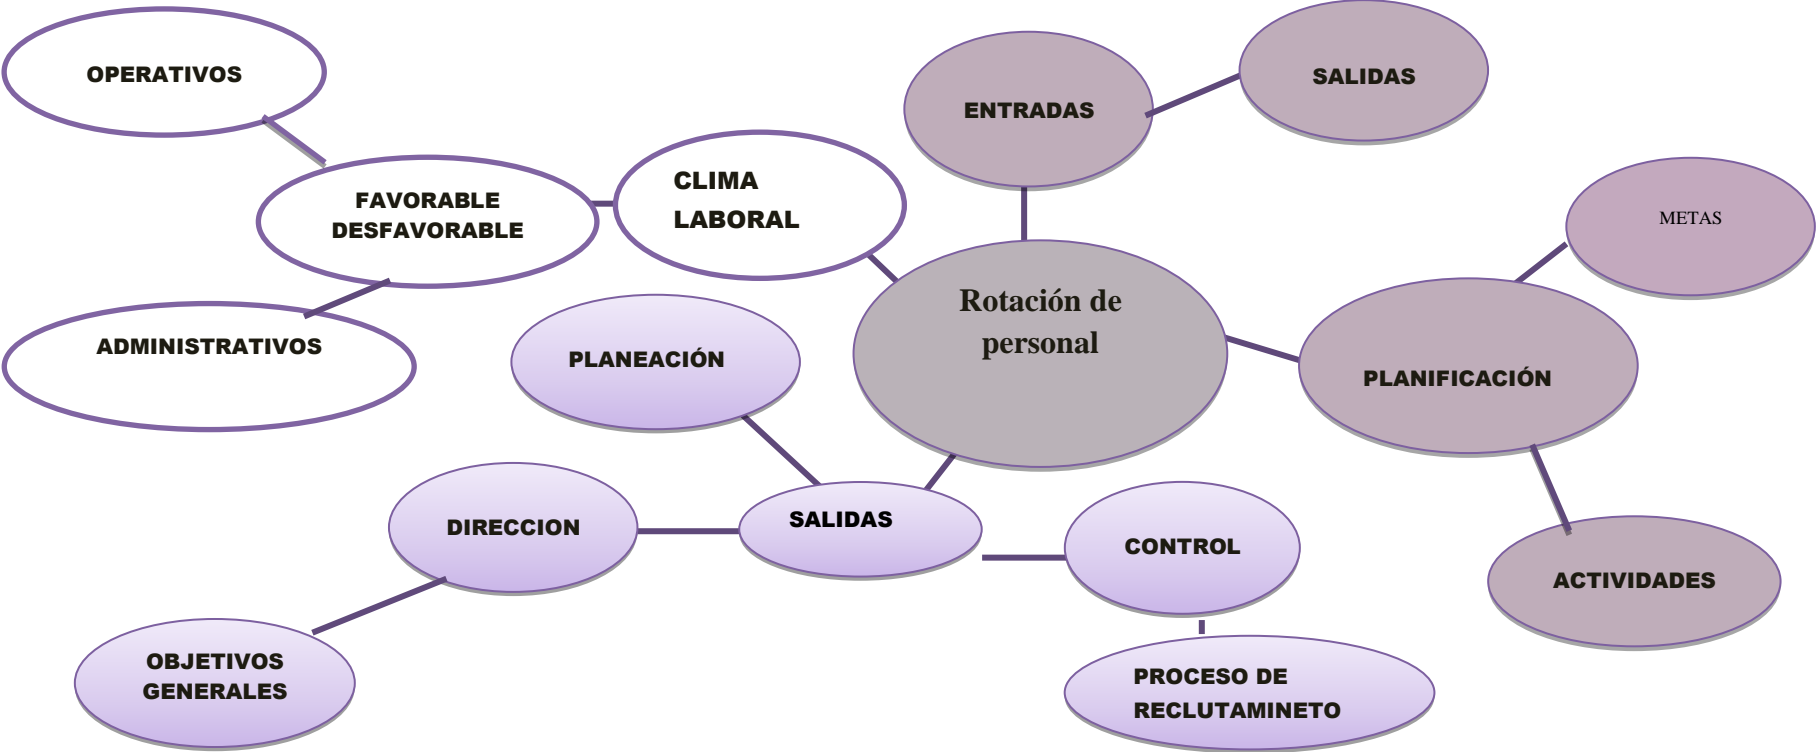 OPERATIVOS
ENTRADAS
SALIDAS
CLIMA
LABORAL
FAVORABLE
DESFAVORABLE
METAS
Rotación de
personal
ADMINISTRATIVOS
PLANEACIÓN
PLANIFICACIÓN
DIRECCION
SALIDAS
CONTROL
ACTIVIDADES
OBJETIVOS
GENERALES
PROCESO DE
RECLUTAMINETO